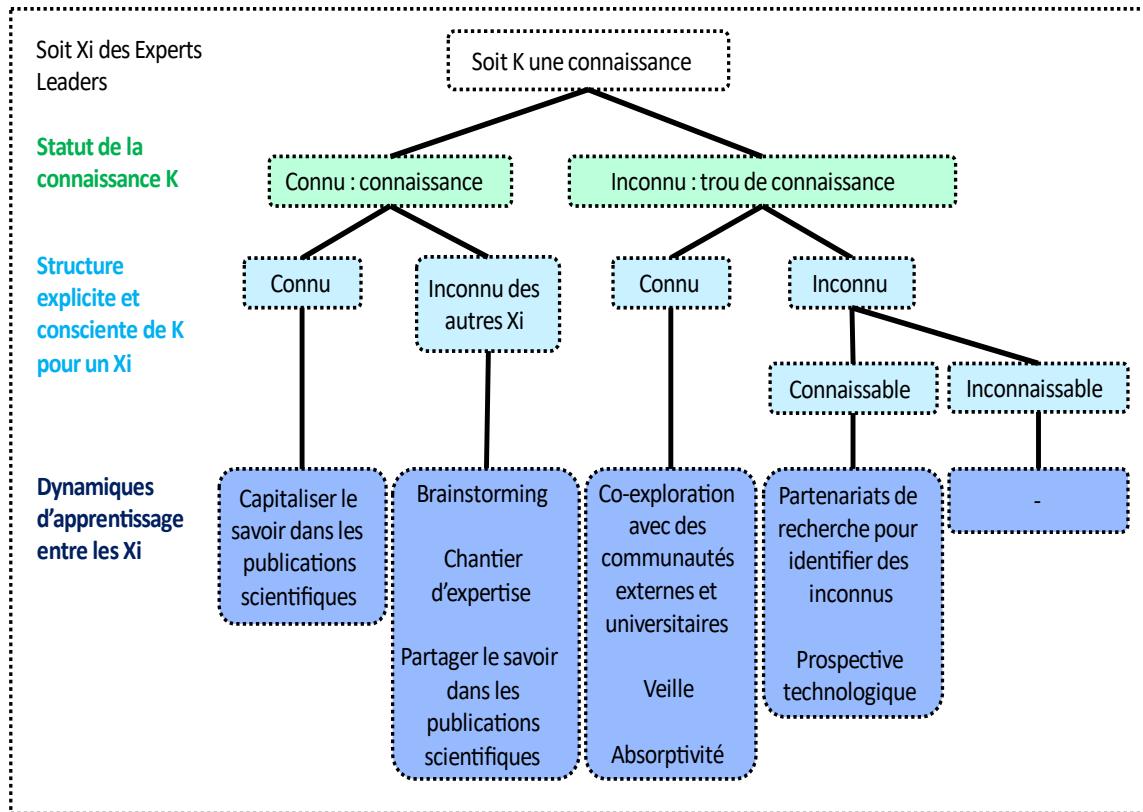 Soit Xi des Experts
Leaders
Soit K une connaissance
Statut de la
connaissance K
Connu : connaissance
Inconnu : trou de connaissance
Structure
explicite et
consciente de K
pour un Xi
Connu
Inconnu des
autres Xi
Connu
Inconnu
Connaissable
Inconnaissable
Dynamiques
d’apprentissage
entre les Xi
Capitaliser le
savoir dans les
publications
scientifiques
Brainstorming
Chantier
d’expertise
Partager le savoir
dans les
publications
scientifiques
Co-exploration
avec des
communautés
externes et
universitaires
Veille
Absorptivité
Partenariats de
recherche pour
identifier des
inconnus
Prospective
technologique
-